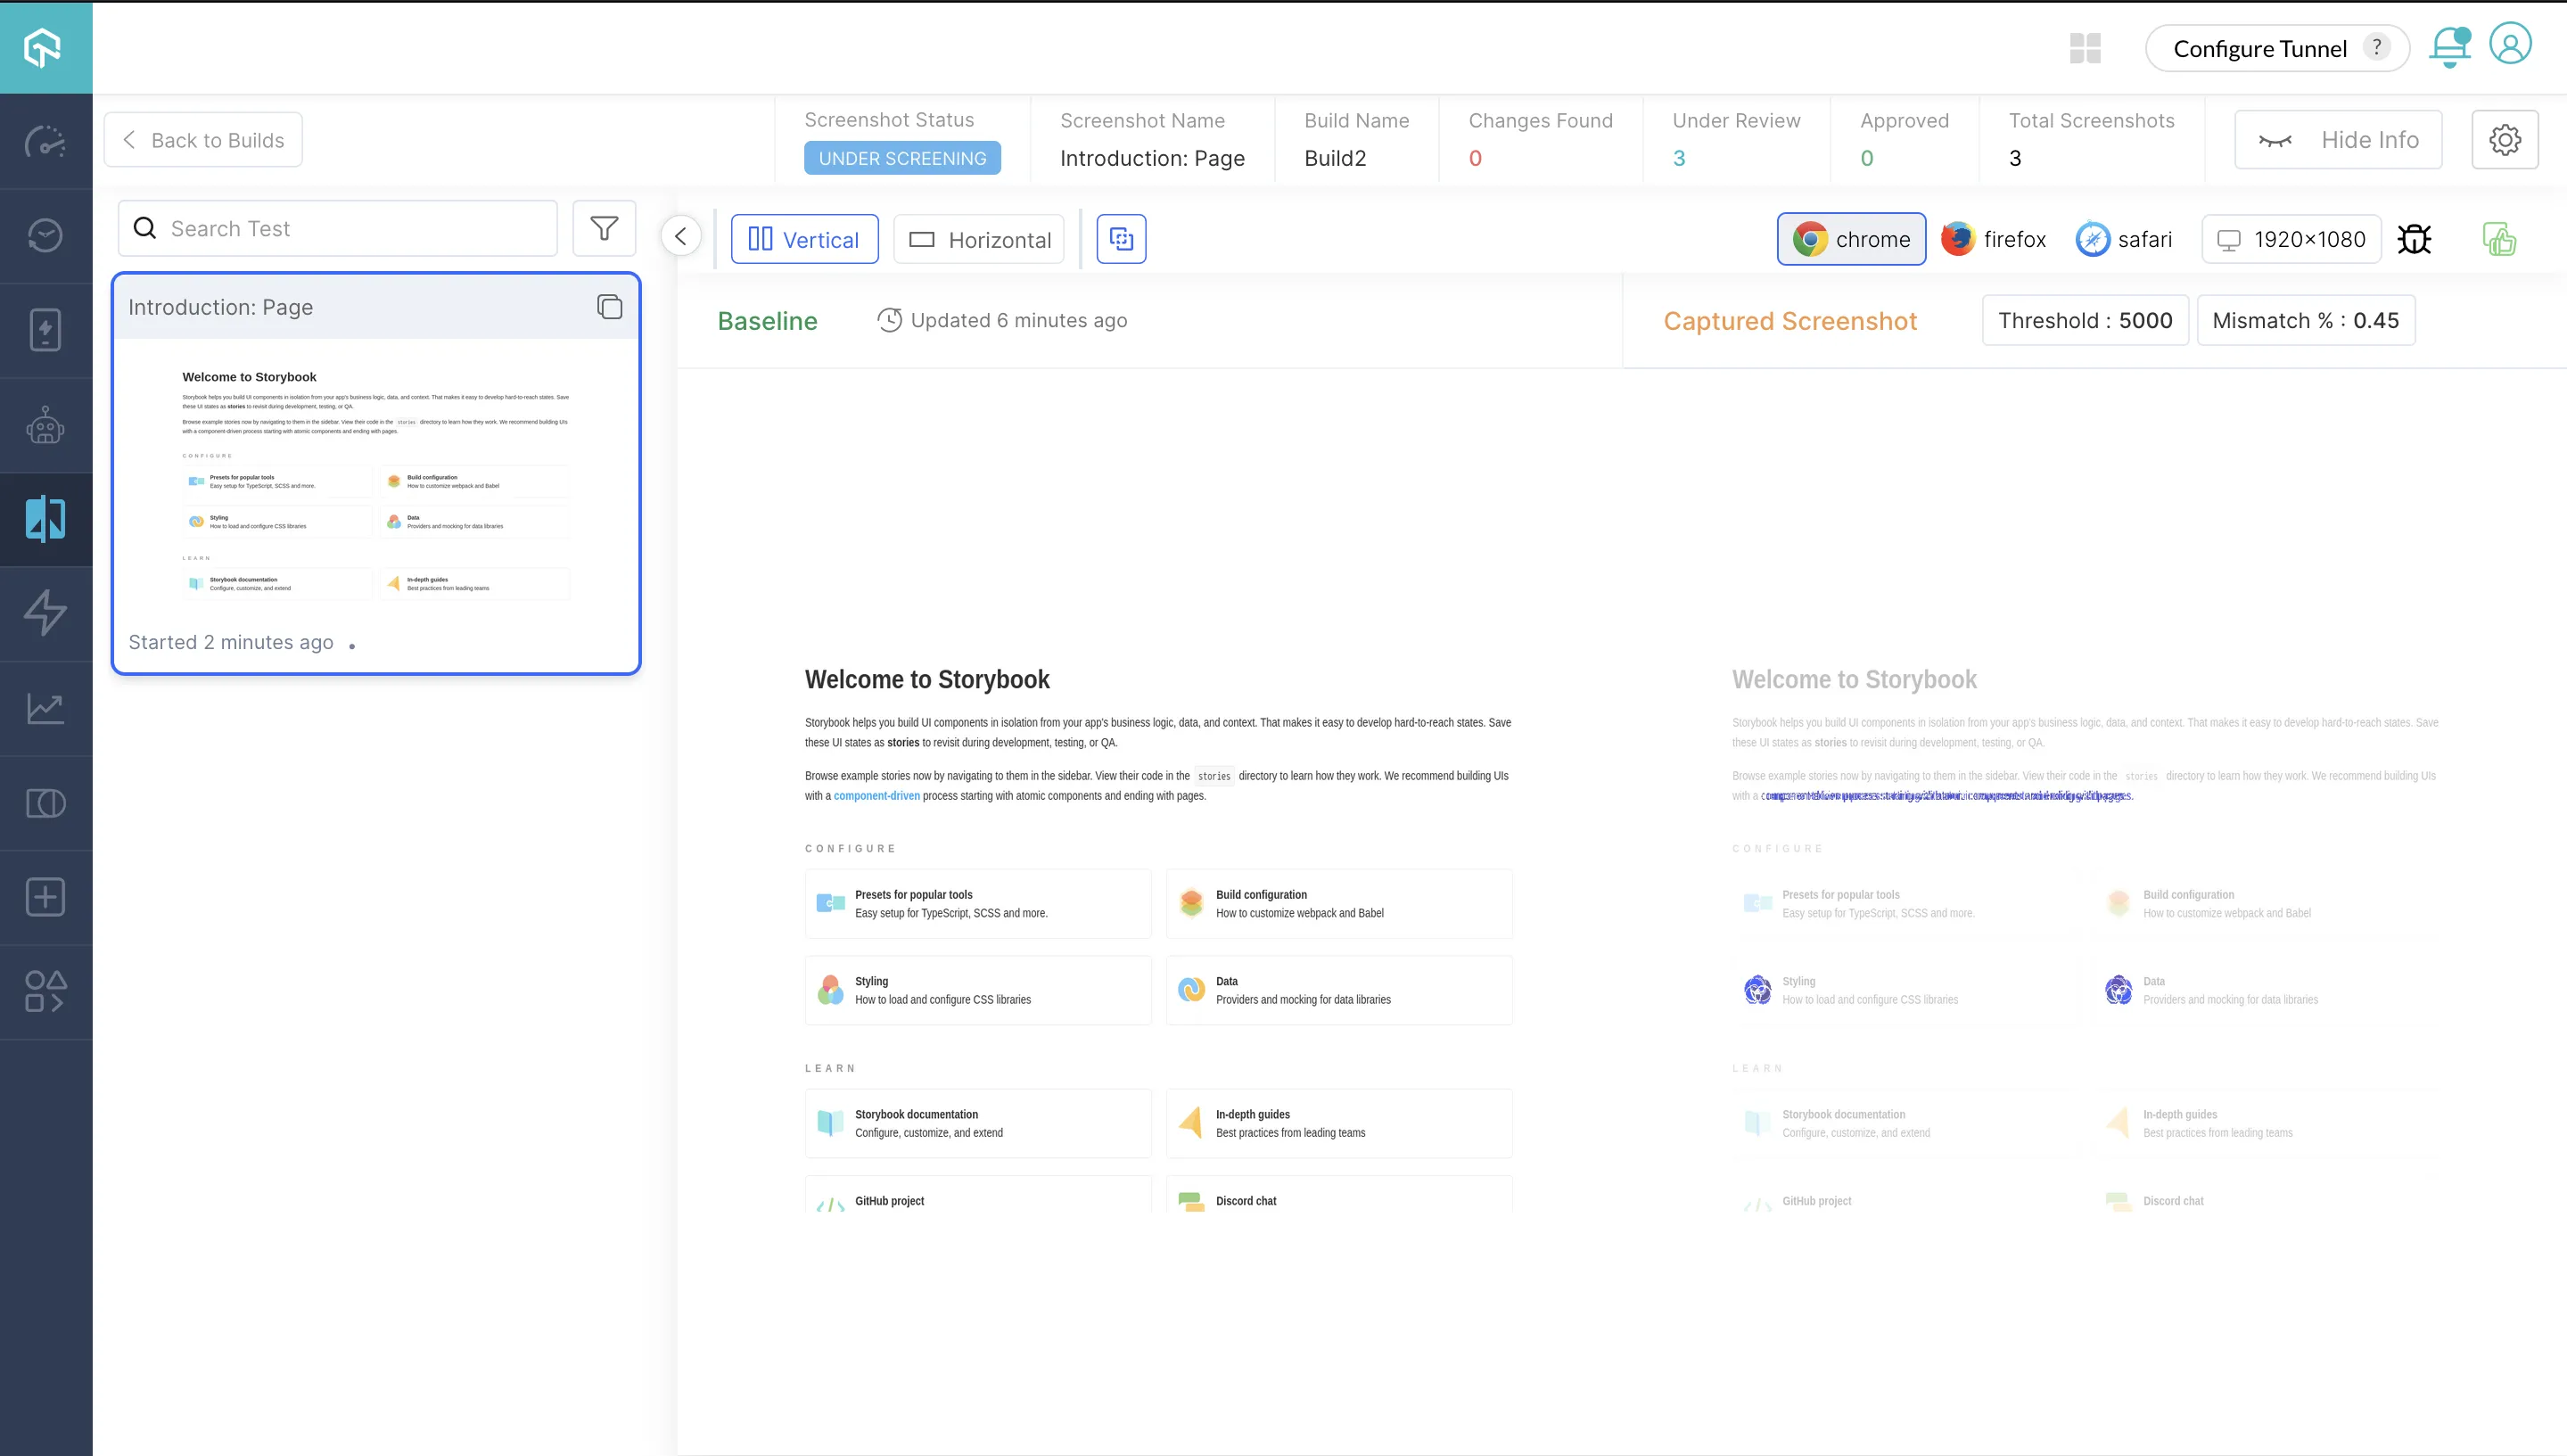 Configure Tunnel ?
Back to Builds
Screenshot Status
UNDER SCREENING
Screenshot Name
Introduction: Page
Build Name
Build2
Changes Found
0
Under Review
3
Approved
0
Total Screenshots
3
Hide Info
Search Test
Vertical
Horizontal
chrome
firefox
safari
1920×1080
Introduction: Page
Welcome to Storybook
Storybook helps you build UI components in isolation from your app's business logic, data, and context. That makes it easy to develop hard-to-reach states. Save
these UI states as stories to revisit during development, testing, or QA.
Browse example stories now by navigating to them in the sidebar. View their code in the stories directory to learn how they work. We recommend building UIs
with a component-driven process starting with atomic components and ending with pages.
CONFIGURE
Presets for popular tools
Easy setup for TypeScript, SCSS and more.
Build configuration
How to customize webpack and Babel
Styling
How to load and configure CSS libraries
Data
Providers and mocking for data libraries
LEARN
Storybook documentation
Configure, customize, and extend
In-depth guides
Best practices from leading teams
Started 2 minutes ago
Baseline
Updated 6 minutes ago
Captured Screenshot
Threshold : 5000
Mismatch % : 0.45
Welcome to Storybook
Storybook helps you build UI components in isolation from your app's business logic, data, and context. That makes it easy to develop hard-to-reach states. Save
these UI states as stories to revisit during development, testing, or QA.
Browse example stories now by navigating to them in the sidebar. View their code in the stories directory to learn how they work. We recommend building UIs
with a component-driven process starting with atomic components and ending with pages.
CONFIGURE
Presets for popular tools
Easy setup for TypeScript, SCSS and more.
Build configuration
How to customize webpack and Babel
Styling
How to load and configure CSS libraries
Data
Providers and mocking for data libraries
LEARN
Storybook documentation
Configure, customize, and extend
In-depth guides
Best practices from leading teams
GitHub project
Discord chat
Welcome to Storybook
Storybook helps you build UI components in isolation from your app's business logic, data, and context. That makes it easy to develop hard-to-reach states. Save
these UI states as stories to revisit during development, testing, or QA.
Browse example stories now by navigating to them in the sidebar. View their code in the stories directory to learn how they work. We recommend building UIs
with a
CONFIGURE
Presets for popular tools
Easy setup for TypeScript, SCSS and more.
Build configuration
How to customize webpack and Babel
Styling
How to load and configure CSS libraries
Data
Providers and mocking for data libraries
LEARN
Storybook documentation
Configure, customize, and extend
In-depth guides
Best practices from leading teams
GitHub project
Discord chat